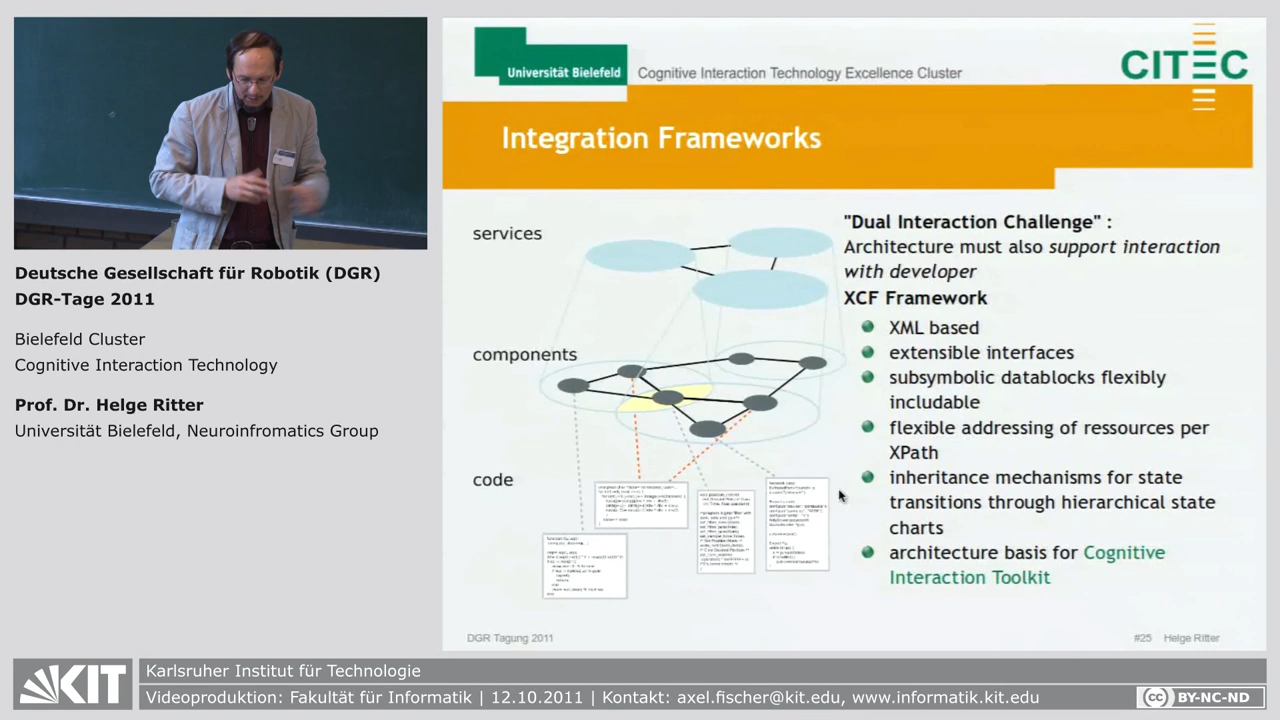 Deutsche Gesellschaft für Robotik (DGR)
DGR-Tage 2011
Bielefeld Cluster
Cognitive Interaction Technology
Prof. Dr. Helge Ritter
Universität Bielefeld, Neuroinfromatics Group
Universität Bielefeld
Cognitive Interaction Technology Excellence Cluster
CITEC
Integration Frameworks
services
components
code
"Dual Interaction Challenge" :
Architecture must also support interaction
with developer
XCF Framework
XML based
extensible interfaces
subsymbolic datablocks flexibly
includable
flexible addressing of ressources per
XPath
inheritance mechanisms for state
transitions through hierarchical state
charts
architecture basis for Cognitive
Interaction Toolkit
DGR Tagung 2011
#25 Helge Ritter
KIT
Karlsruher Institut für Technologie
Videoproduktion: Fakultät für Informatik | 12.10.2011 | Kontakt: axel.fischer@kit.edu, www.informatik.kit.edu
cc BY-NC-ND